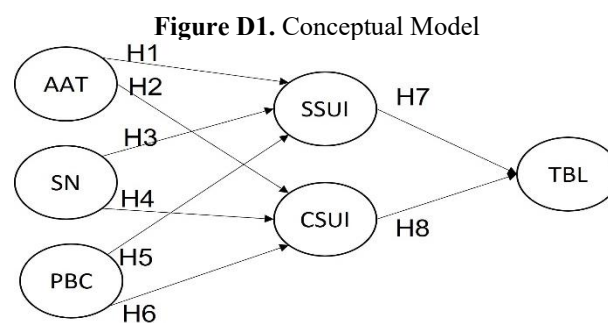 Figure D1. Conceptual Model
H1
AAT
H2
SSUI
H7
H3
SN
TBL
H4
CSUI
H8
H5
PBC
H6